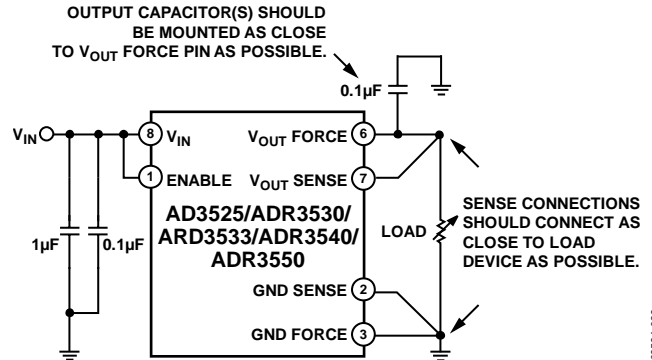 OUTPUT CAPACITOR(S) SHOULD
BE MOUNTED AS CLOSE
TO VOUT FORCE PIN AS POSSIBLE.
0.1µF
VIN
8
VIN
VOUT FORCE
6
1
ENABLE
VOUT SENSE
7
AD3525/ADR3530/
ARD3533/ADR3540/
ADR3550
1µF
0.1µF
LOAD
SENSE CONNECTIONS
SHOULD CONNECT AS
CLOSE TO LOAD
DEVICE AS POSSIBLE.
GND SENSE
2
GND FORCE
3